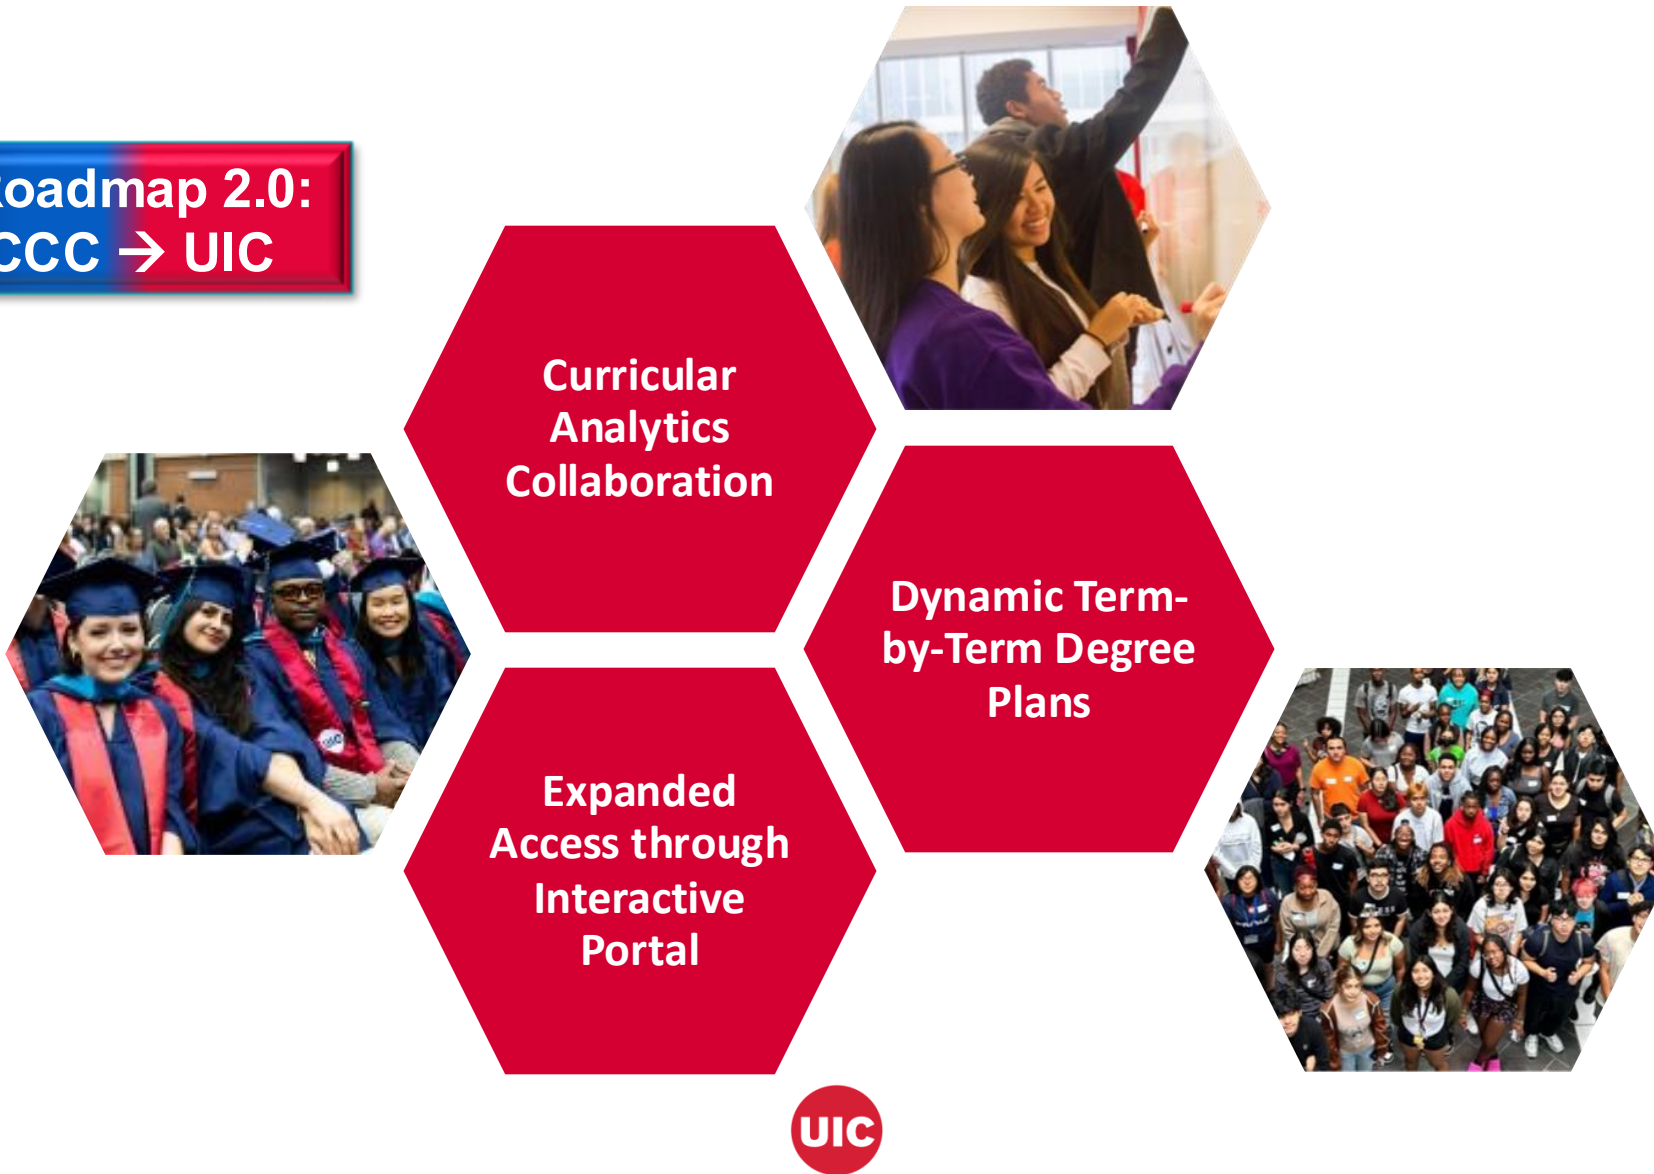 Roadmap 2.0:
CCC → UIC
Curricular
Analytics
Collaboration
Dynamic Term-
by-Term Degree
Plans
Expanded
Access through
Interactive
Portal
UIC